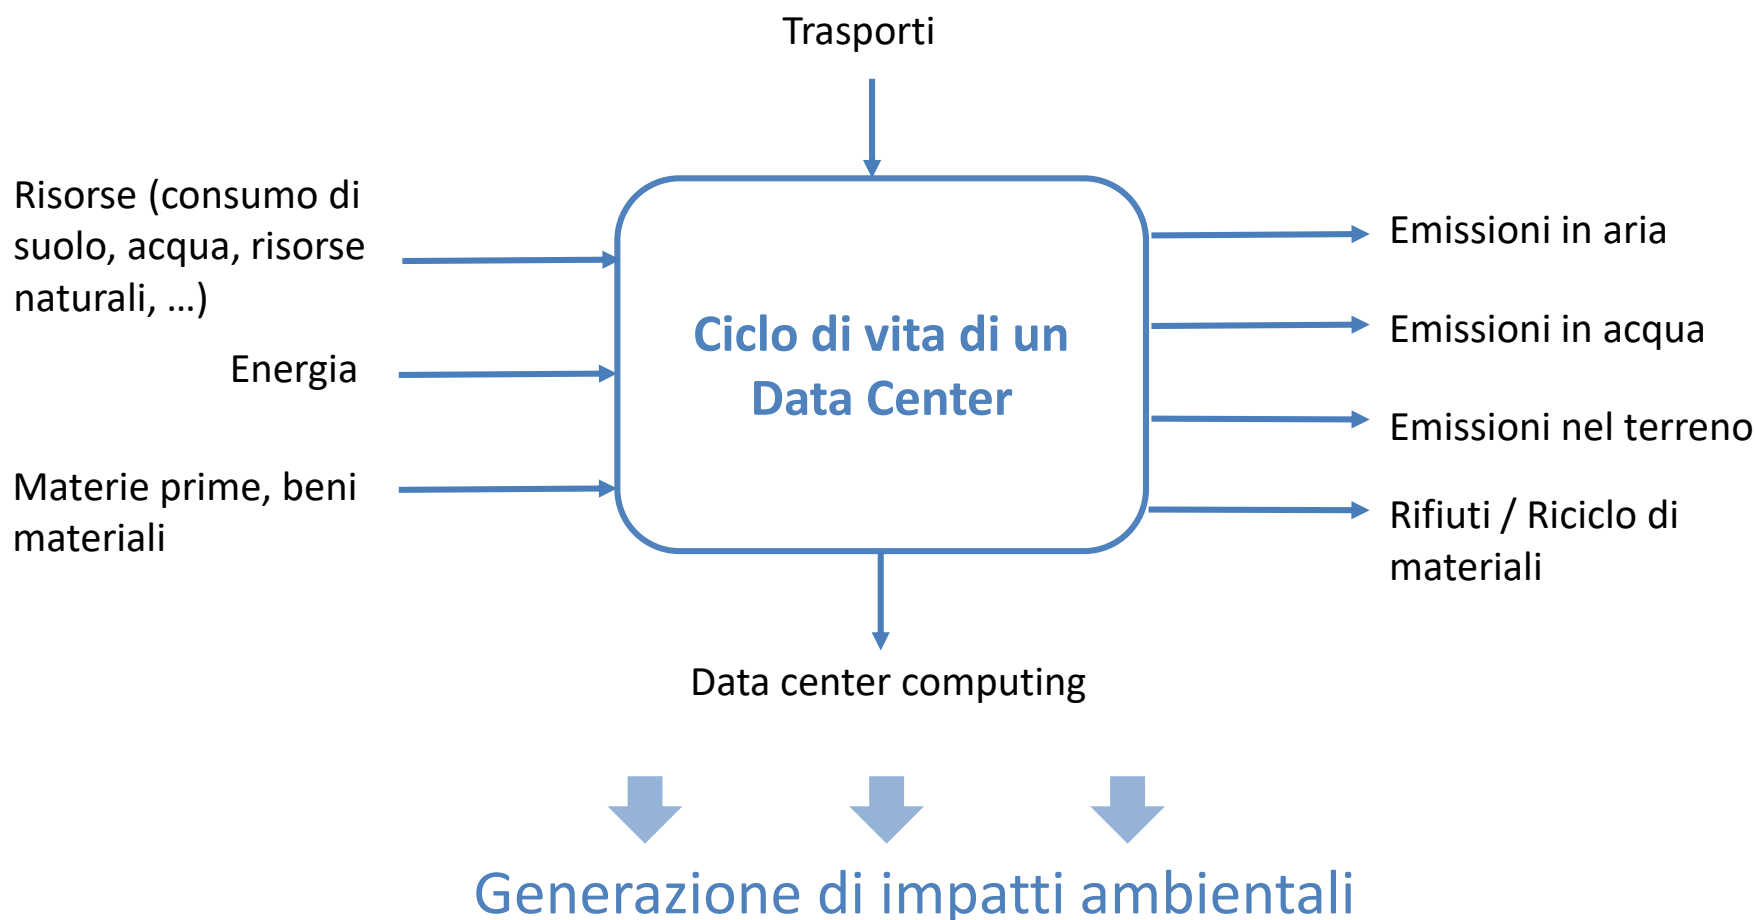 Trasporti
Risorse (consumo di
suolo, acqua, risorse
naturali, ...)
Energia
Materie prime, beni
materiali
Ciclo di vita di un
Data Center
Emissioni in aria
Emissioni in acqua
Emissioni nel terreno
Rifiuti / Riciclo di
materiali
Data center computing
Generazione di impatti ambientali